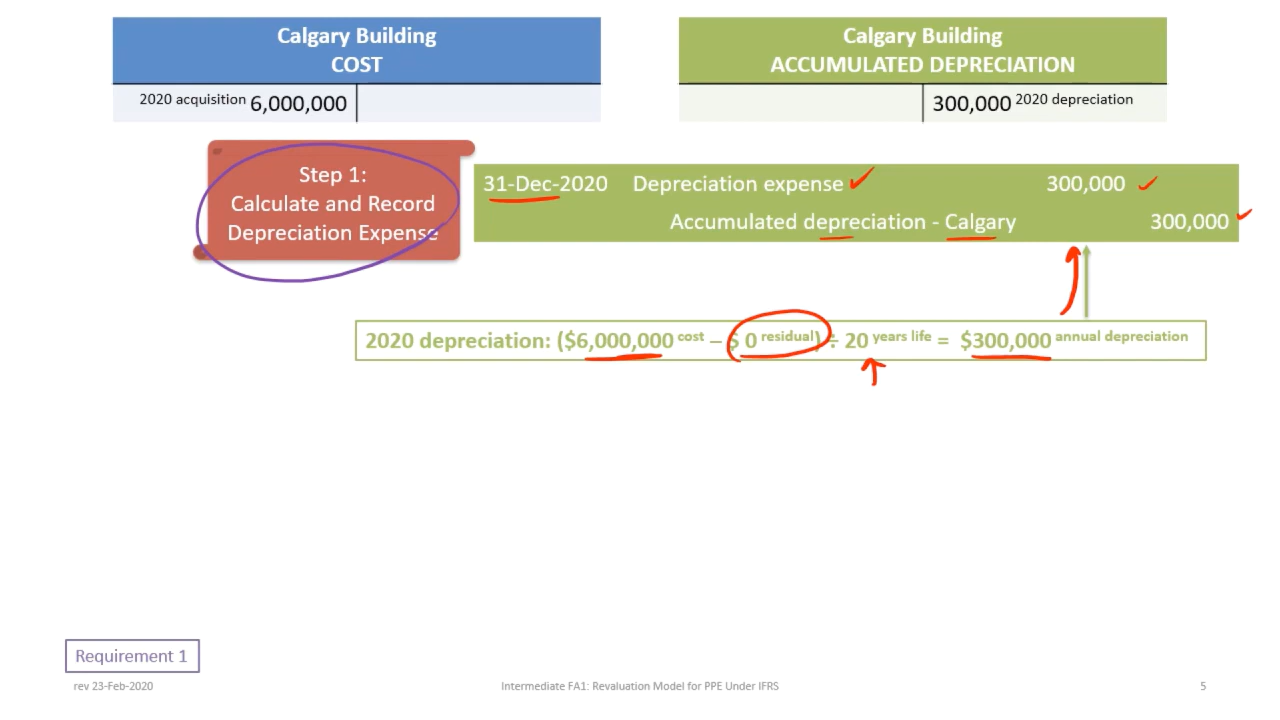 Calgary Building
COST
2020 acquisition 6,000,000
Calgary Building
ACCUMULATED DEPRECIATION
300,000 2020 depreciation
Step 1:
Calculate and Record
Depreciation Expense
31-Dec-2020 Depreciation expense 300,000
Accumulated depreciation - Calgary 300,000
2020 depreciation: ($6,000,000 cost – $ 0 residual) ÷ 20 years life = $300,000 annual depreciation
Requirement 1
rev 23-Feb-2020 Intermediate FA1: Revaluation Model for PPE Under IFRS 5